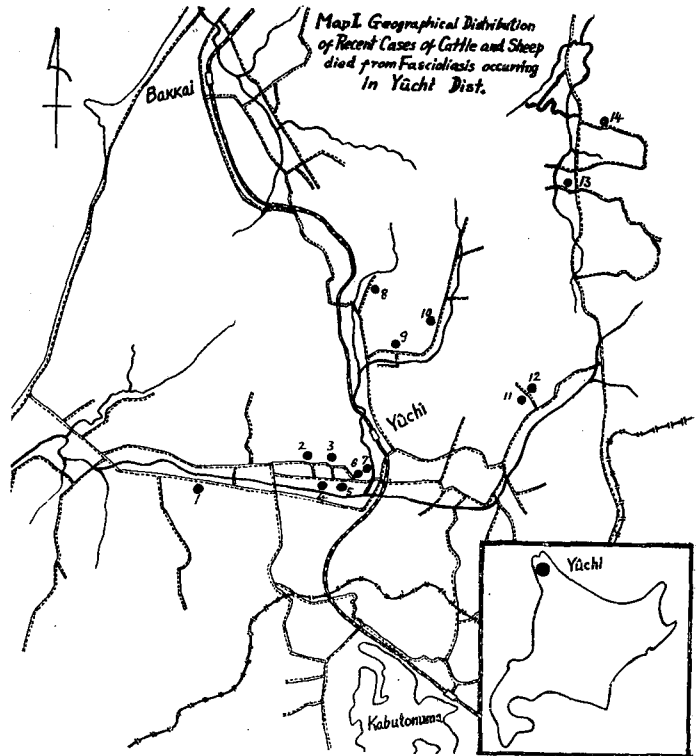 Map I. Geographical Distribution
of Recent Cases of Cattle and Sheep
died from Fascioliasis occurring
In Yûchi Dist.
Bakkai
14
13
8
10
9
12
11
Yûchi
2
3
6
7
4
5
1
Yûchi
Kabutonuma